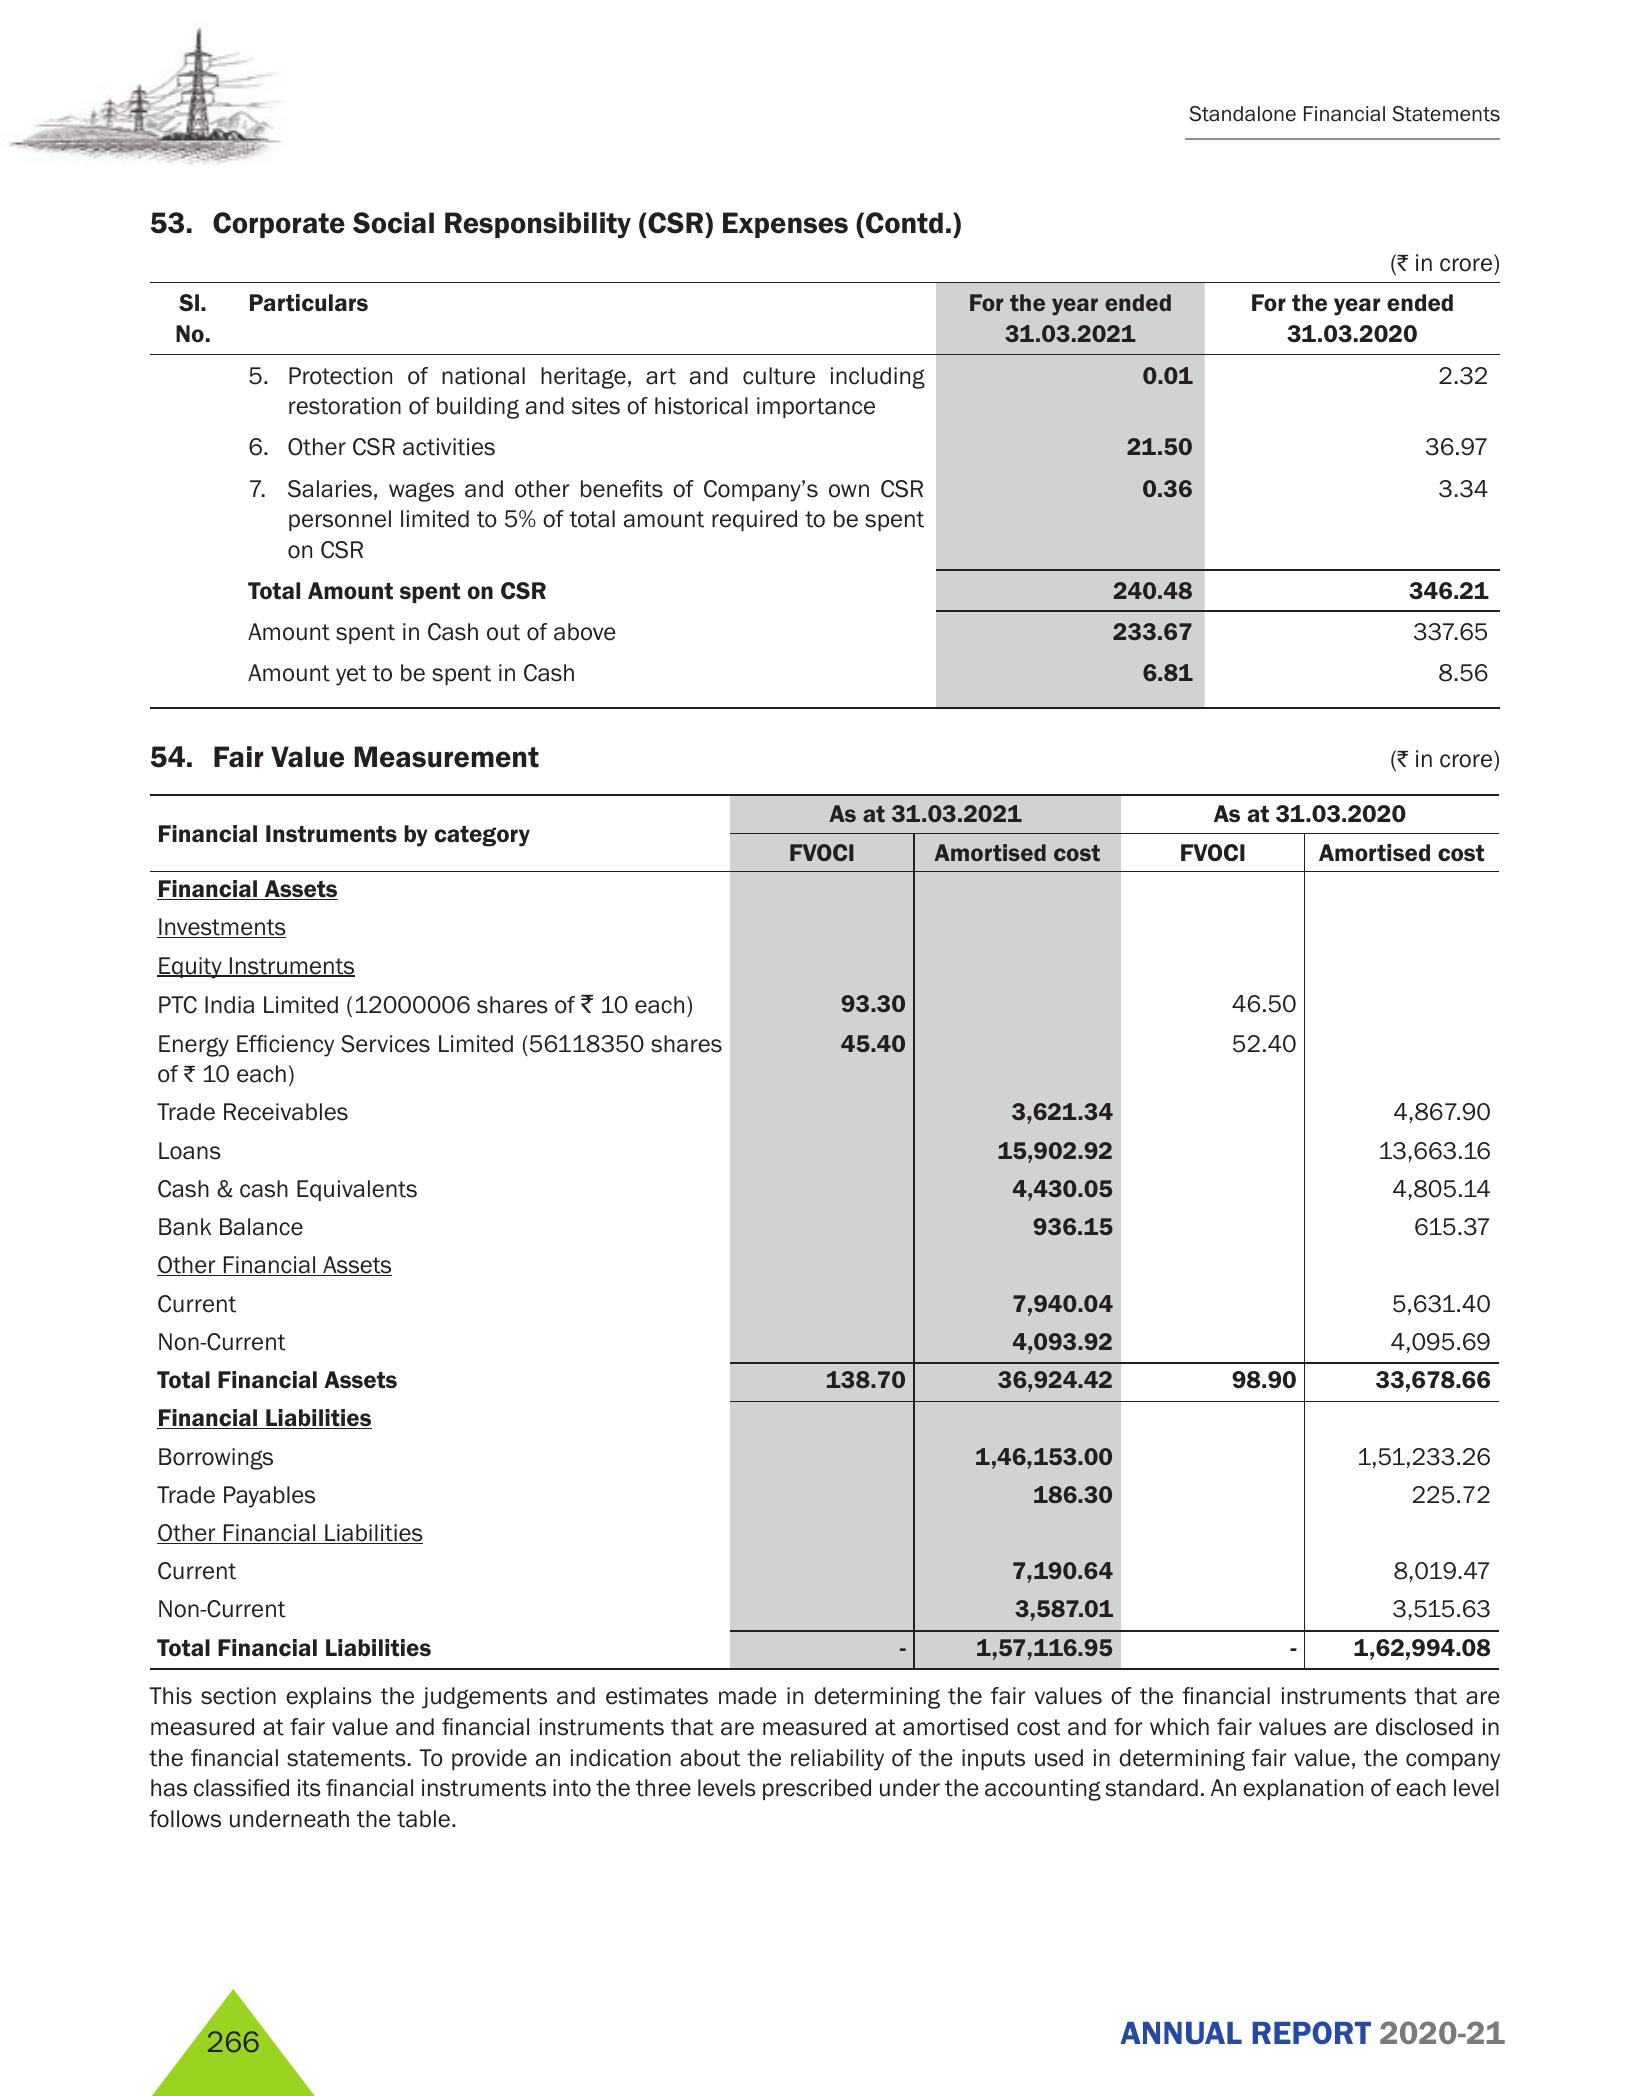 Standalone Financial Statements
53. Corporate Social Responsibility (CSR) Expenses (Contd.)
(₹ in crore)
Sl. No. Particulars For the year ended 31.03.2021 For the year ended 31.03.2020
5. Protection of national heritage, art and culture including 0.01 2.32
restoration of building and sites of historical importance
6. Other CSR activities 21.50 36.97
7. Salaries, wages and other benefits of Company's own CSR 0.36 3.34
personnel limited to 5% of total amount required to be spent
on CSR
Total Amount spent on CSR 240.48 346.21
Amount spent in Cash out of above 233.67 337.65
Amount yet to be spent in Cash 6.81 8.56
54. Fair Value Measurement (₹ in crore)
Financial Instruments by category As at 31.03.2021 As at 31.03.2020
FVOCI Amortised cost FVOCI Amortised cost
Financial Assets
Investments
Equity Instruments
PTC India Limited (12000006 shares of ₹ 10 each) 93.30 46.50
Energy Efficiency Services Limited (56118350 shares 45.40 52.40
of ₹ 10 each)
Trade Receivables 3,621.34 4,867.90
Loans 15,902.92 13,663.16
Cash & cash Equivalents 4,430.05 4,805.14
Bank Balance 936.15 615.37
Other Financial Assets
Current 7,940.04 5,631.40
Non-Current 4,093.92 4,095.69
Total Financial Assets 138.70 36,924.42 98.90 33,678.66
Financial Liabilities
Borrowings 1,46,153.00 1,51,233.26
Trade Payables 186.30 225.72
Other Financial Liabilities
Current 7,190.64 8,019.47
Non-Current 3,587.01 3,515.63
Total Financial Liabilities - 1,57,116.95 - 1,62,994.08
This section explains the judgements and estimates made in determining the fair values of the financial instruments that are
measured at fair value and financial instruments that are measured at amortised cost and for which fair values are disclosed in
the financial statements. To provide an indication about the reliability of the inputs used in determining fair value, the company
has classified its financial instruments into the three levels prescribed under the accounting standard. An explanation of each level
follows underneath the table.
266
ANNUAL REPORT 2020-21